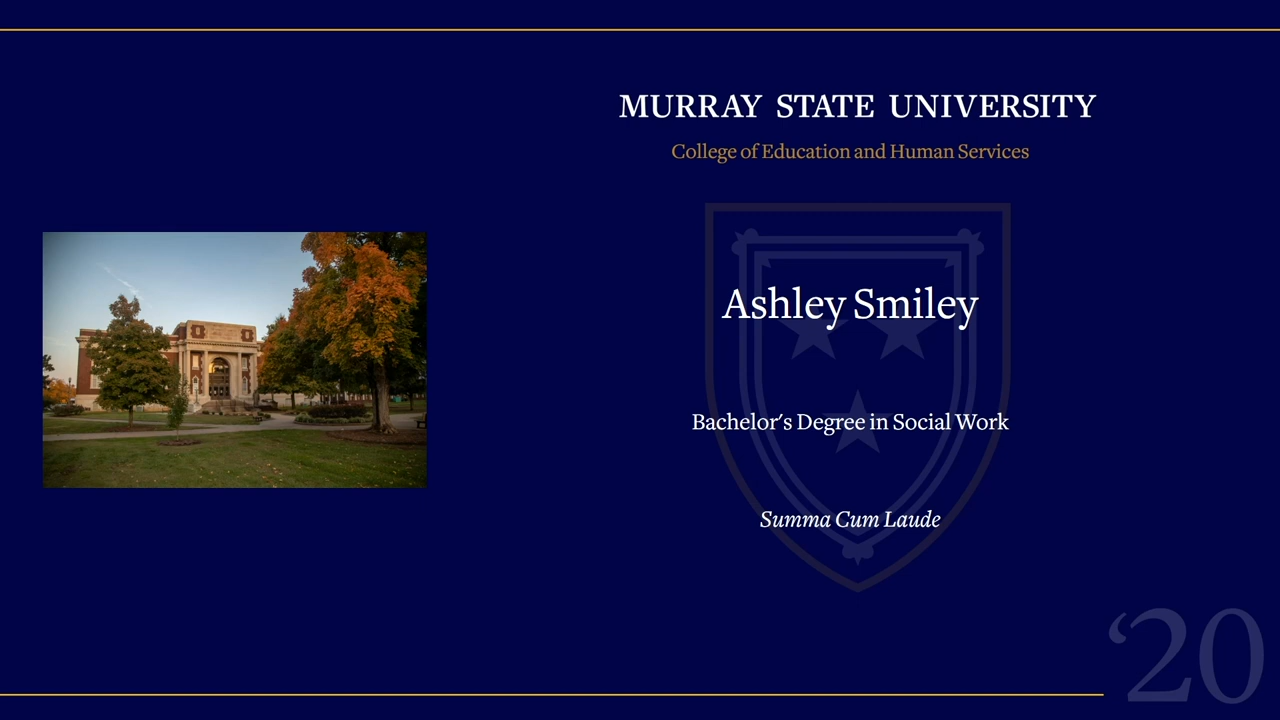 MURRAY STATE UNIVERSITY
College of Education and Human Services
Ashley Smiley
Bachelor's Degree in Social Work
Summa Cum Laude
‘20